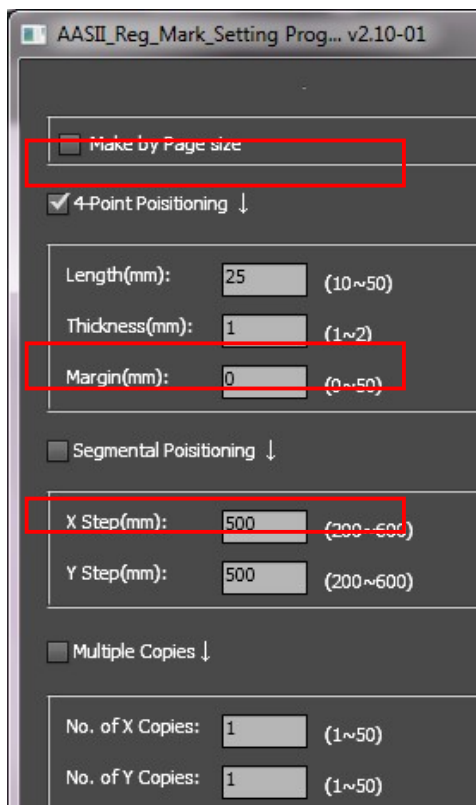 AASII_Reg_Mark_Setting Prog... v2.10-01
Make by Page size
4-Point Poisitioning ↓
Length(mm): 25 (10~50)
Thickness(mm): 1 (1~2)
Margin(mm): 0 (0~50)
Segmental Poisitioning ↓
X Step(mm): 500 (200~600)
Y Step(mm): 500 (200~600)
Multiple Copies ↓
No. of X Copies: 1 (1~50)
No. of Y Copies: 1 (1~50)